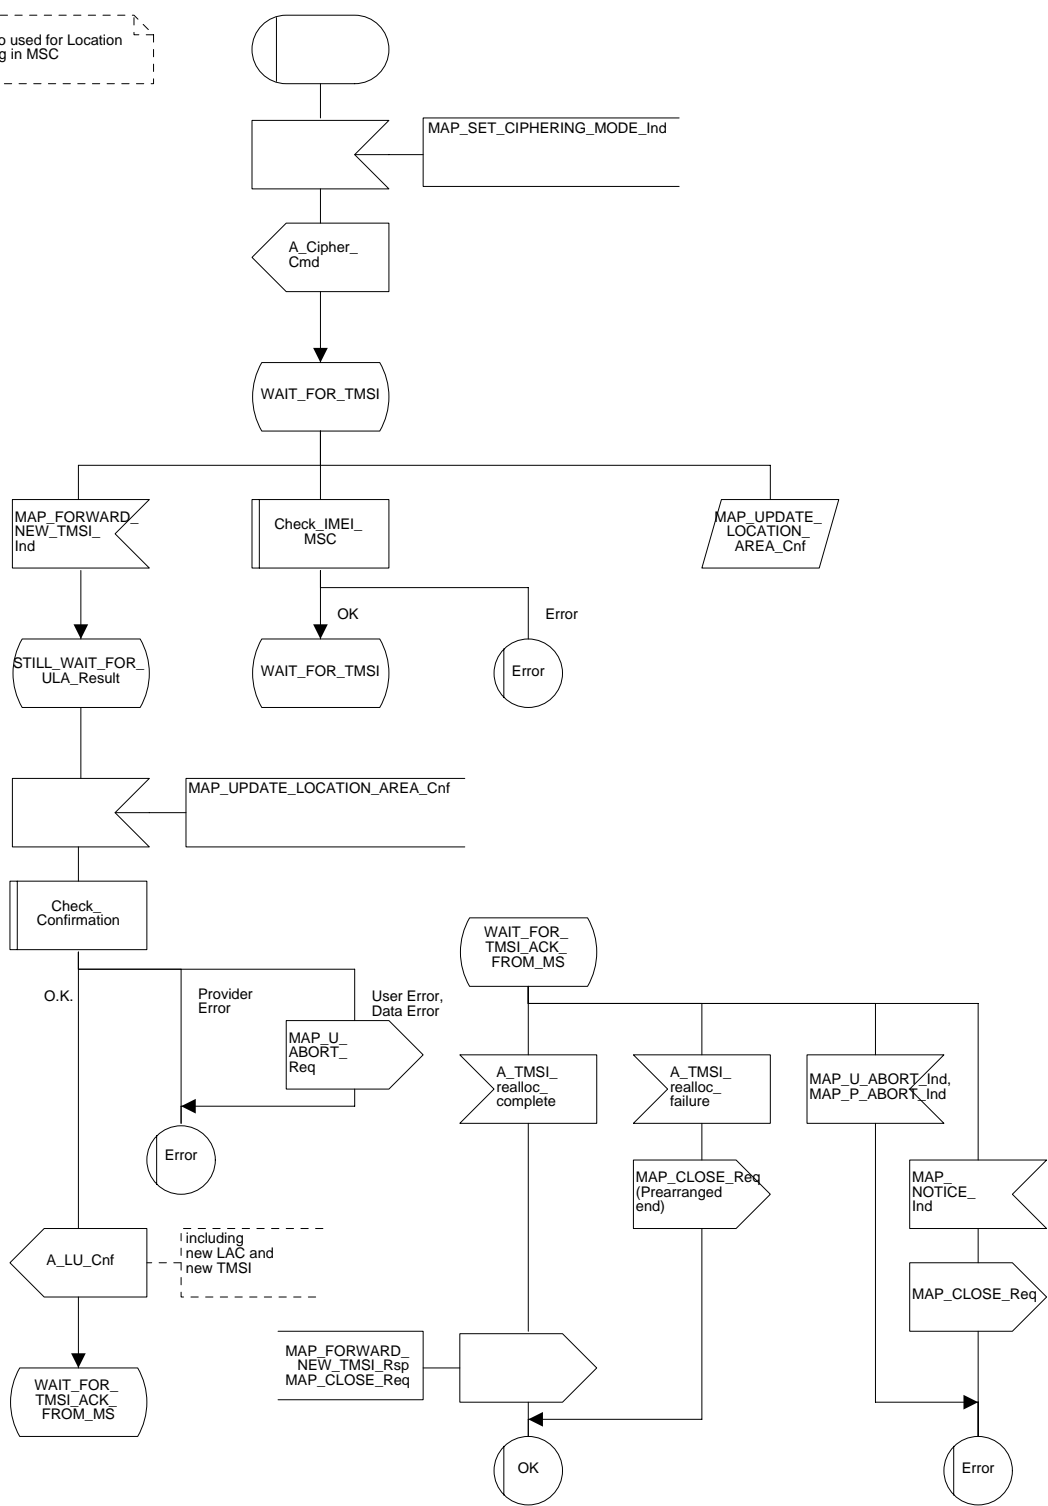 o used for Location
g in MSC
MAP_SET_CIPHERING_MODE_Ind
A_Cipher_
Cmd
WAIT_FOR_TMSI
MAP_FORWARD_
NEW_TMSI_
Ind
Check_IMEI_
MSC
MAP_UPDATE_
LOCATION_
AREA_Cnf
OK
Error
STILL_WAIT_FOR_
ULA_Result
WAIT_FOR_TMSI
Error
MAP_UPDATE_LOCATION_AREA_Cnf
Check_
Confirmation
WAIT_FOR_
TMSI_ACK_
FROM_MS
O.K.
Provider
Error
User Error,
Data Error
MAP_U_
ABORT_
Req
A_TMSI_
realloc_
complete
A_TMSI_
realloc_
failure
MAP_U_ABORT_Ind,
MAP_P_ABORT_Ind
Error
MAP_CLOSE_Req
(Prearranged
end)
MAP_
NOTICE_
Ind
A_LU_Cnf
including
new LAC and
new TMSI
MAP_CLOSE_Req
MAP_FORWARD_
NEW_TMSI_Rsp
MAP_CLOSE_Req
WAIT_FOR_
TMSI_ACK_
FROM_MS
OK
Error